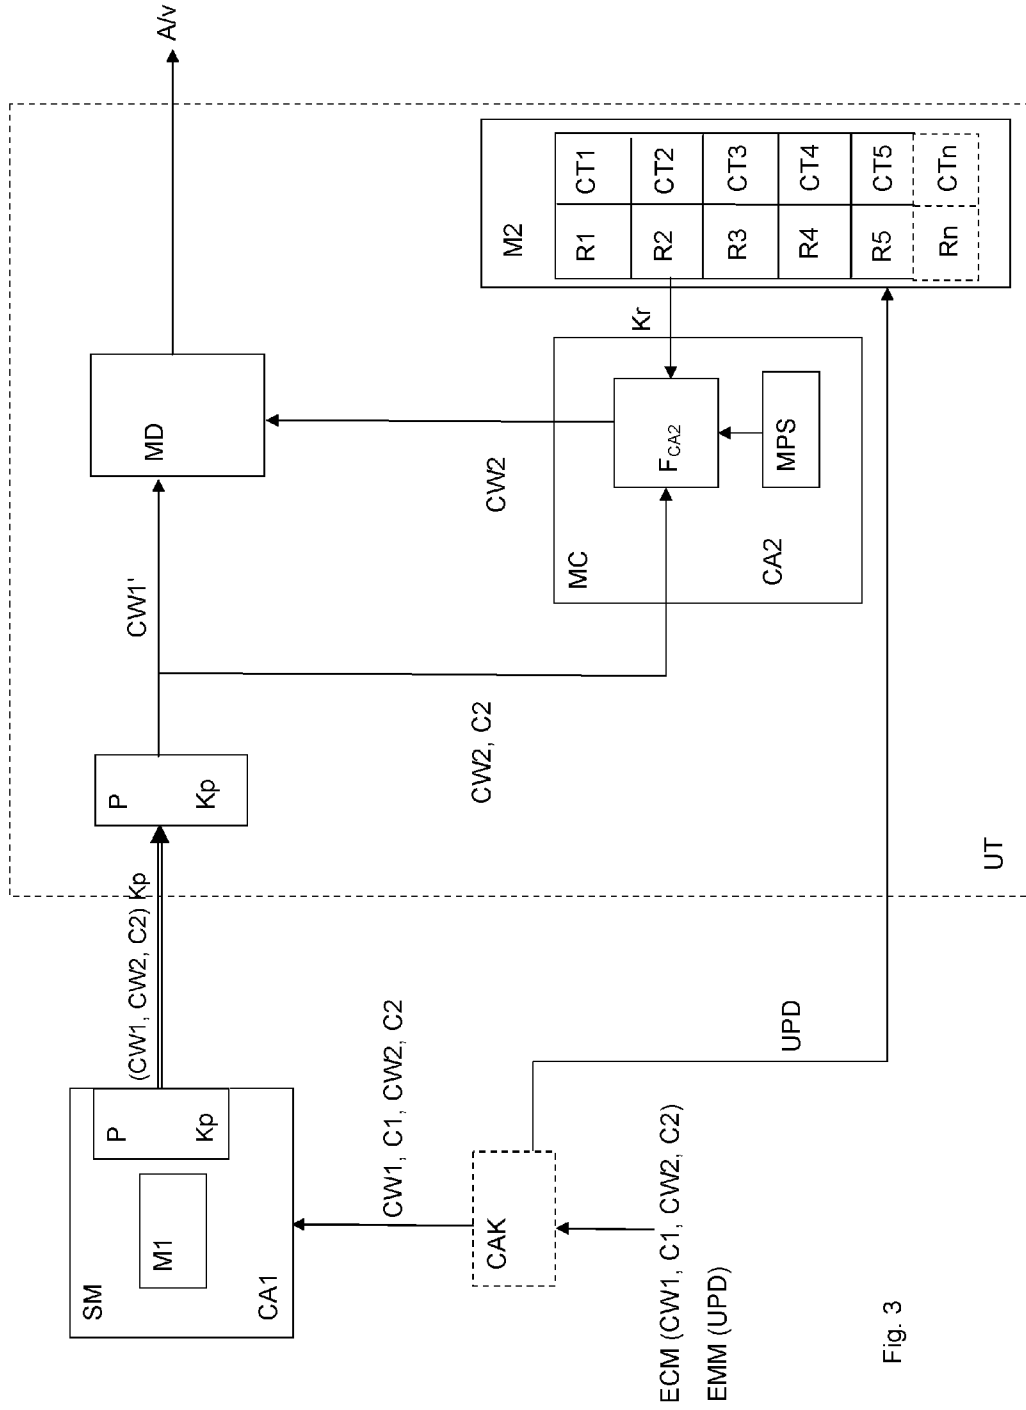 SM
M1
P
Kp
CA1
(CW1, CW2, C2) Kp
P
Kp
CW1'
MD
A/v
CW1, C1, CW2, C2
CAK
ECM (CW1, C1, CW2, C2)
EMM (UPD)
UPD
CW2, C2
CW2
MC
FCA2
MPS
CA2
Kr
M2
R1 CT1
R2 CT2
R3 CT3
R4 CT4
R5 CT5
Rn CTn
UT
Fig. 3